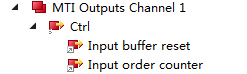 MTI Outputs Channel 1
Ctrl
Input buffer reset
Input order counter